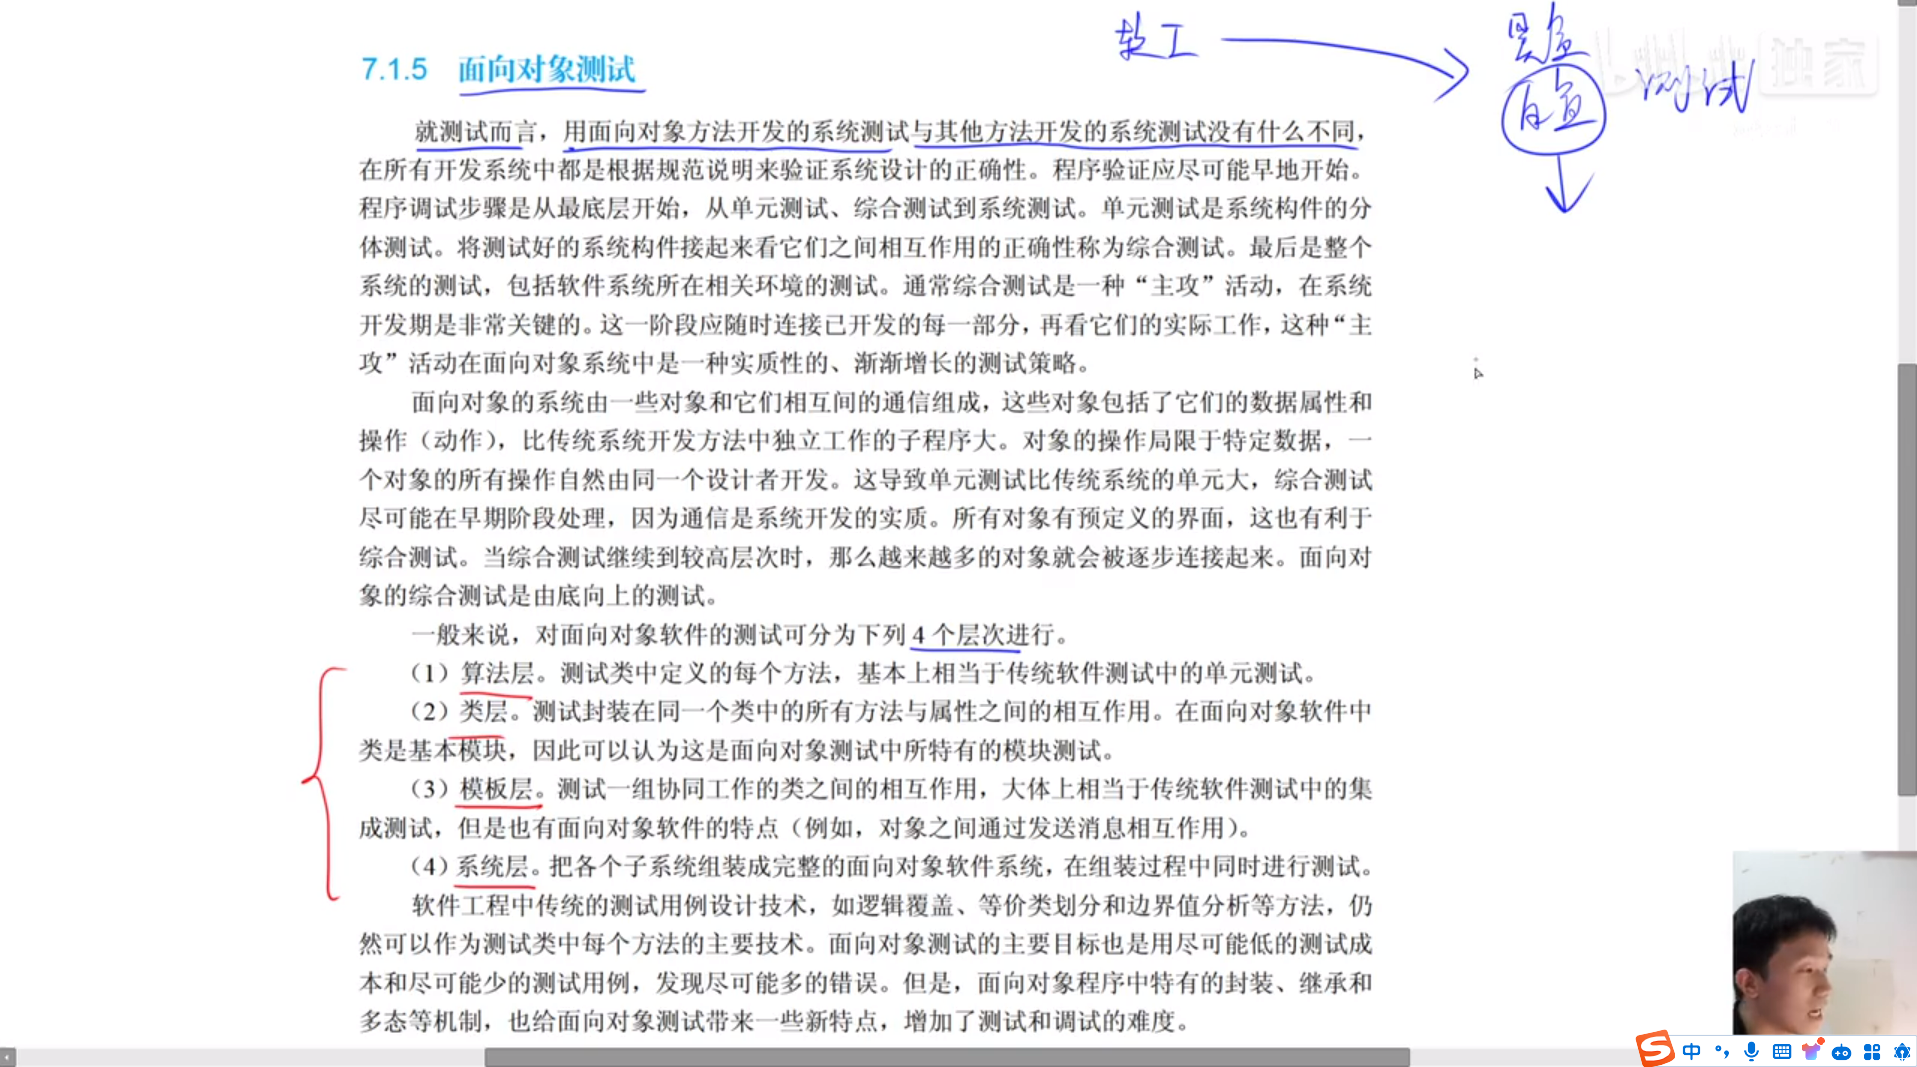 软工
黑盒
白盒 测试
独家
7.1.5 面向对象测试
就测试而言，用面向对象方法开发的系统测试与其他方法开发的系统测试没有什么不同，
在所有开发系统中都是根据规范说明来验证系统设计的正确性。程序验证应尽可能早地开始。
程序调试步骤是从最底层开始，从单元测试、综合测试到系统测试。单元测试是系统构件的分
体测试。将测试好的系统构件接起来看它们之间相互作用的正确性称为综合测试。最后是整个
系统的测试，包括软件系统所在相关环境的测试。通常综合测试是一种“主攻”活动，在系统
开发期是非常关键的。这一阶段应随时连接已开发的每一部分，再看它们的实际工作，这种“主
攻”活动在面向对象系统中是一种实质性的、渐渐增长的测试策略。
面向对象的系统由一些对象和它们相互间的通信组成，这些对象包括了它们的数据属性和
操作（动作），比传统系统开发方法中独立工作的子程序大。对象的操作局限于特定数据，一
个对象的所有操作自然由同一个设计者开发。这导致单元测试比传统系统的单元大，综合测试
尽可能在早期阶段处理，因为通信是系统开发的实质。所有对象有预定义的界面，这也有利于
综合测试。当综合测试继续到较高层次时，那么越来越多的对象就会被逐步连接起来。面向对
象的综合测试是由底向上的测试。
一般来说，对面向对象软件的测试可分为下列 4 个层次进行。
（1）算法层。测试类中定义的每个方法，基本上相当于传统软件测试中的单元测试。
（2）类层。测试封装在同一个类中的所有方法与属性之间的相互作用。在面向对象软件中
类是基本模块，因此可以认为这是面向对象测试中所特有的模块测试。
（3）模板层。测试一组协同工作的类之间的相互作用，大体上相当于传统软件测试中的集
成测试，但是也有面向对象软件的特点（例如，对象之间通过发送消息相互作用）。
（4）系统层。把各个子系统组装成完整的面向对象软件系统，在组装过程中同时进行测试。
软件工程中传统的测试用例设计技术，如逻辑覆盖、等价类划分和边界值分析等方法，仍
然可以作为测试类中每个方法的主要技术。面向对象测试的主要目标也是用尽可能低的测试成
本和尽可能少的测试用例，发现尽可能多的错误。但是，面向对象程序中特有的封装、继承和
多态等机制，也给面向对象测试带来一些新特点，增加了测试和调试的难度。
中